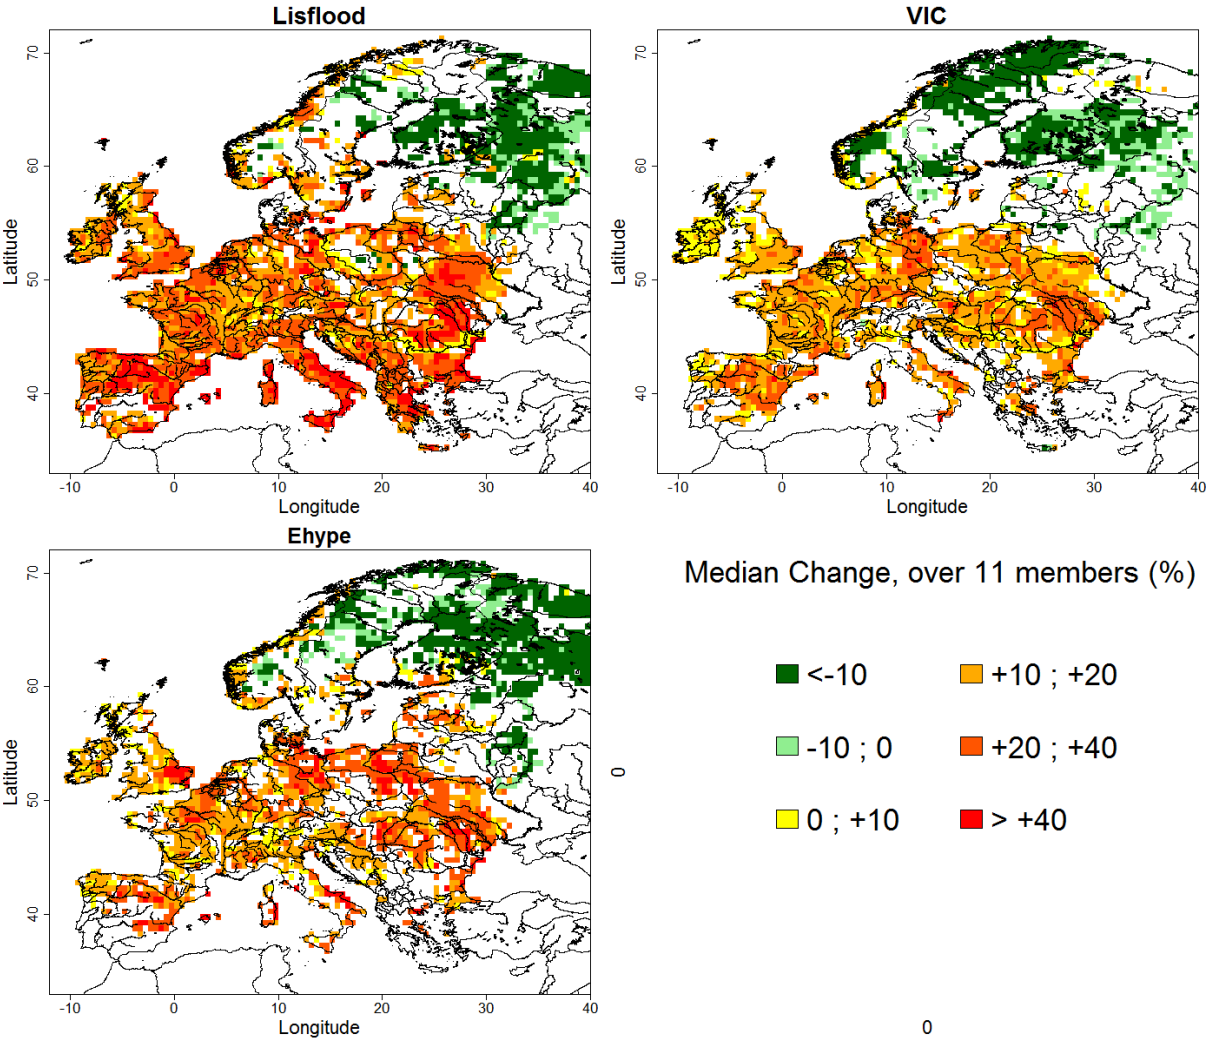 Lisflood
70
60
50
40
Latitude
-10 0 10 20 30 40
Longitude
VIC
70
60
50
40
Latitude
-10 0 10 20 30 40
Longitude
Ehype
70
60
50
40
Latitude
-10 0 10 20 30 40
Longitude
0
Median Change, over 11 members (%)
<-10 +10 ; +20
-10 ; 0 +20 ; +40
0 ; +10 > +40
0